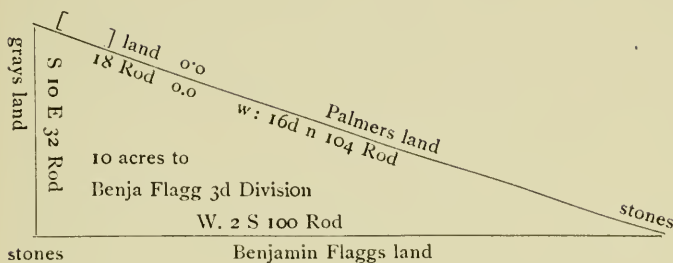 [ ] land o.o
18 Rod o.o
w: 16d n 104 Rod
Palmers land
grays land
S 10 E 32 Rod
10 acres to
Benja Flagg 3d Division
W. 2 S 100 Rod
stones
stones
Benjamin Flaggs land